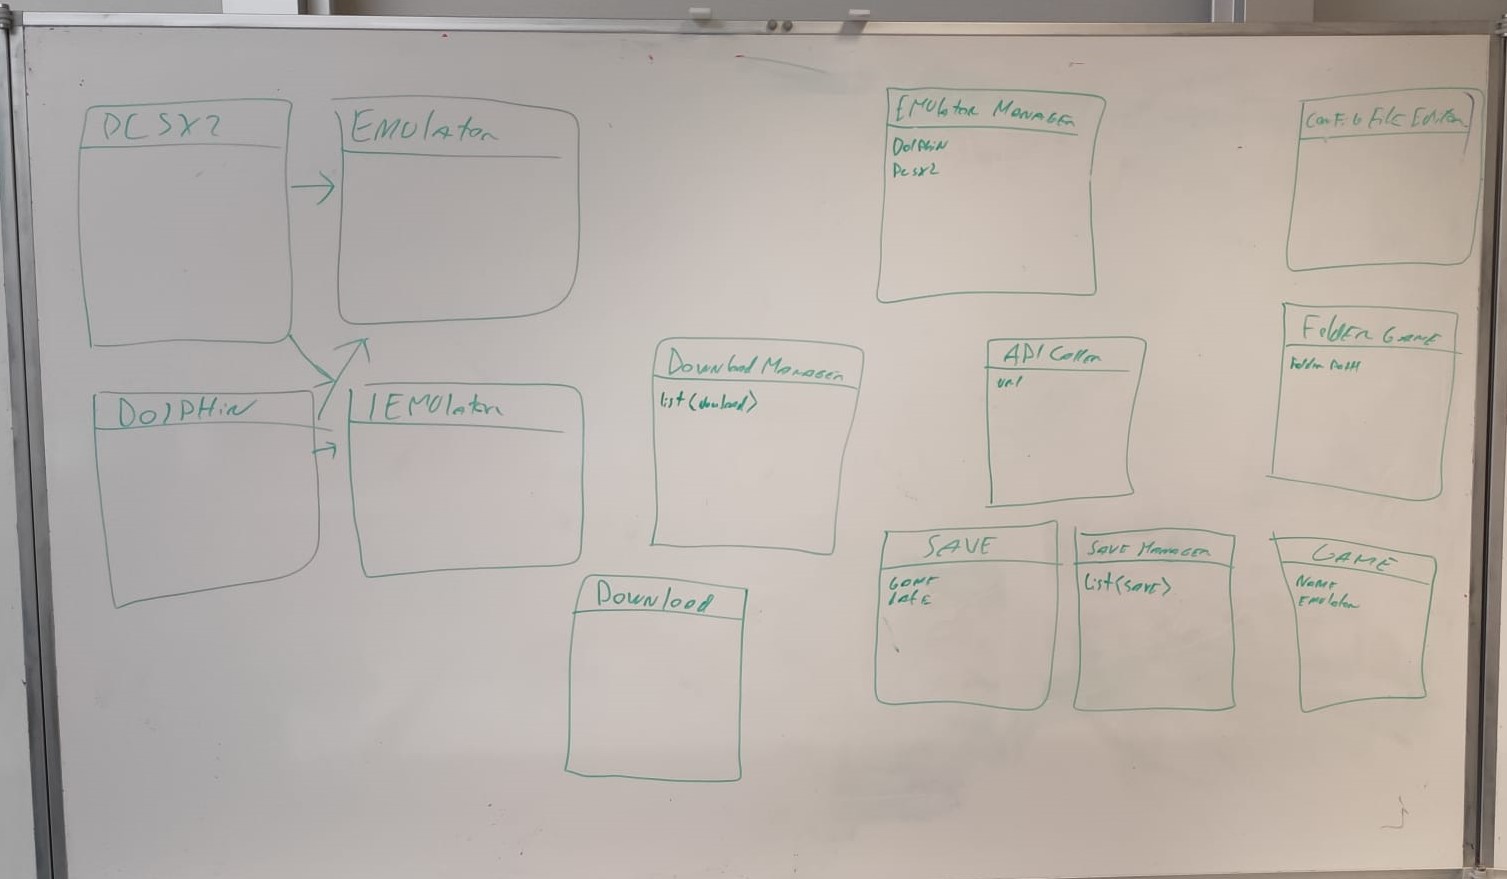 PCSX2
EMULATOR
DOLPHIN
IEMULATOR
Download Manager
list<download>
Download
EMULATOR MANAGER
DOLPHIN
Pcsx2
API Caller
url
SAVE
GAME
DATE
SAVE MANAGER
List<SAVE>
CONFIG FILE Editor
FOLDER GAME
Folder PATH
GAME
NAME
EMULATOR